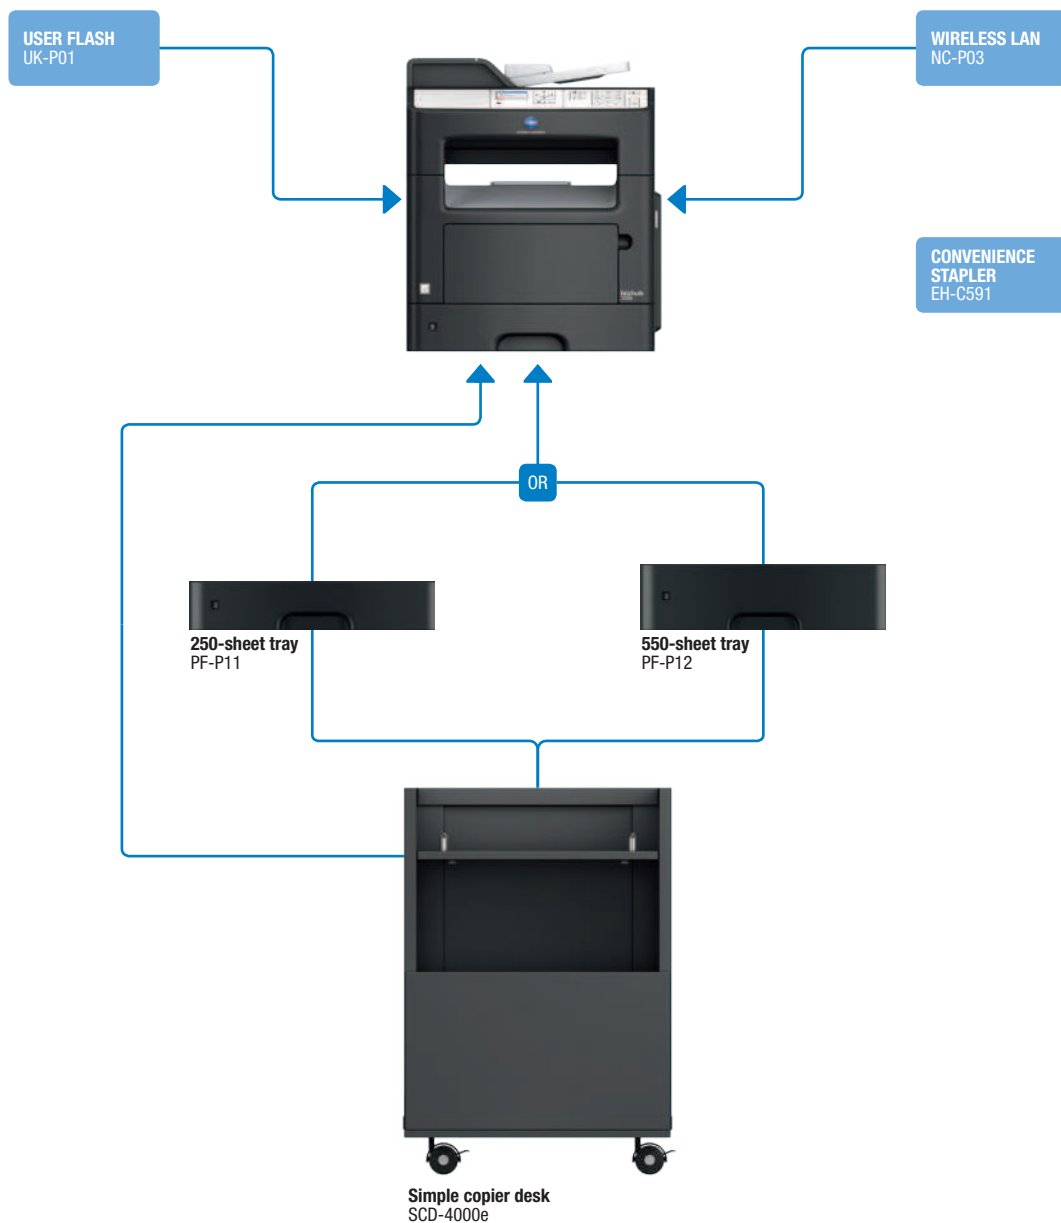 USER FLASH
UK-P01
WIRELESS LAN
NC-P03
CONVENIENCE
STAPLER
EH-C591
OR
250-sheet tray
PF-P11
550-sheet tray
PF-P12
Simple copier desk
SCD-4000e